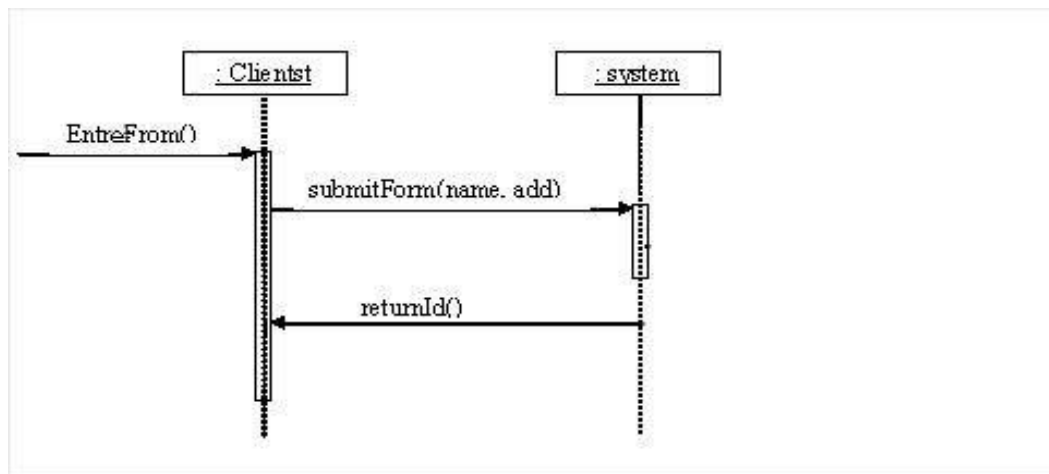 : Clientst
: system
EntreFrom()
submitForm(name, add)
returnId()